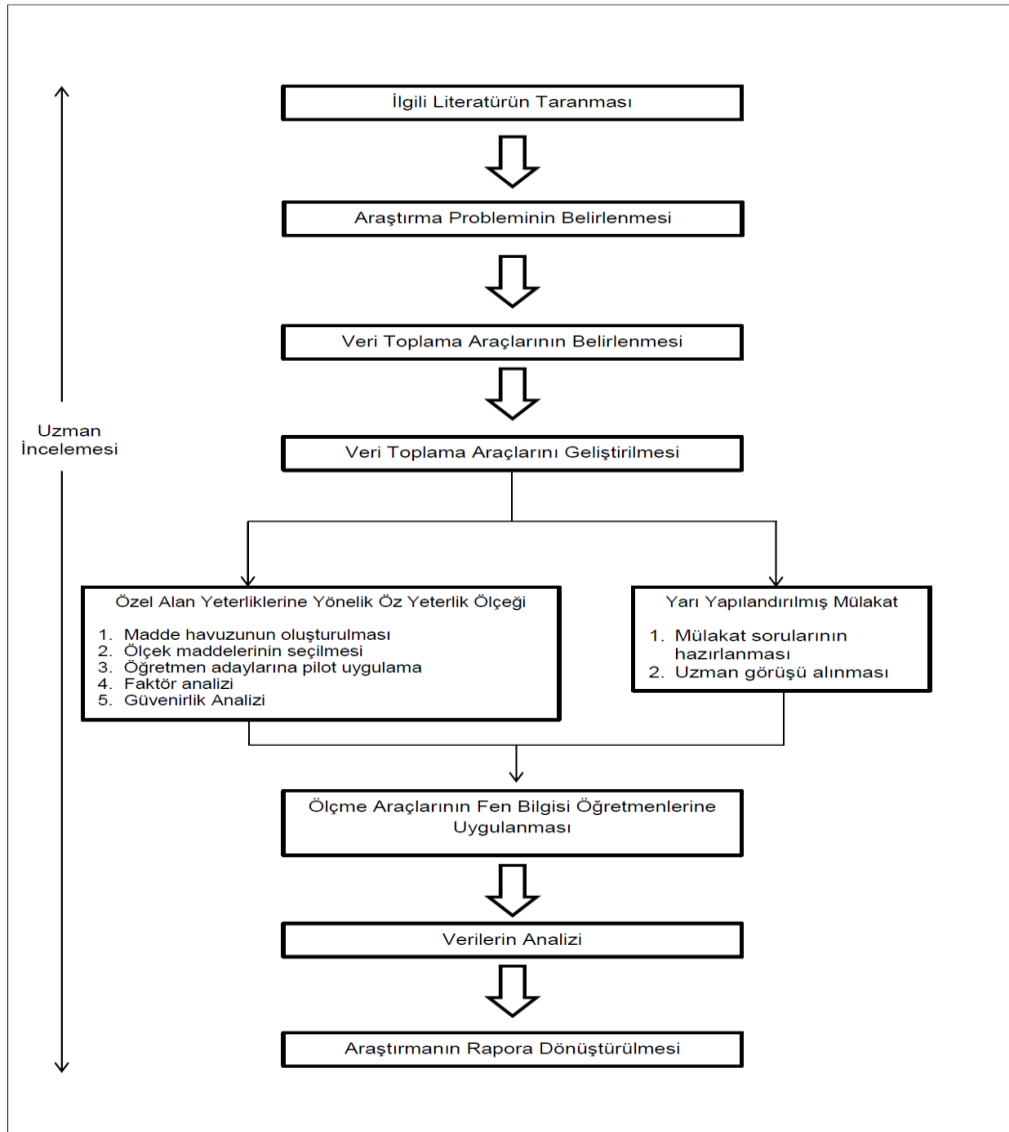 İlgili Literatürün Taranması
Araştırma Probleminin Belirlenmesi
Veri Toplama Araçlarının Belirlenmesi
Uzman
İncelemesi
Veri Toplama Araçlarını Geliştirilmesi
Özel Alan Yeterliklerine Yönelik Öz Yeterlik Ölçeği
1. Madde havuzunun oluşturulması
2. Ölçek maddelerinin seçilmesi
3. Öğretmen adaylarına pilot uygulama
4. Faktör analizi
5. Güvenirlik Analizi
Yarı Yapılandırılmış Mülakat
1. Mülakat sorularının
hazırlanması
2. Uzman görüşü alınması
Ölçme Araçlarının Fen Bilgisi Öğretmenlerine
Uygulanması
Verilerin Analizi
Araştırmanın Rapora Dönüştürülmesi